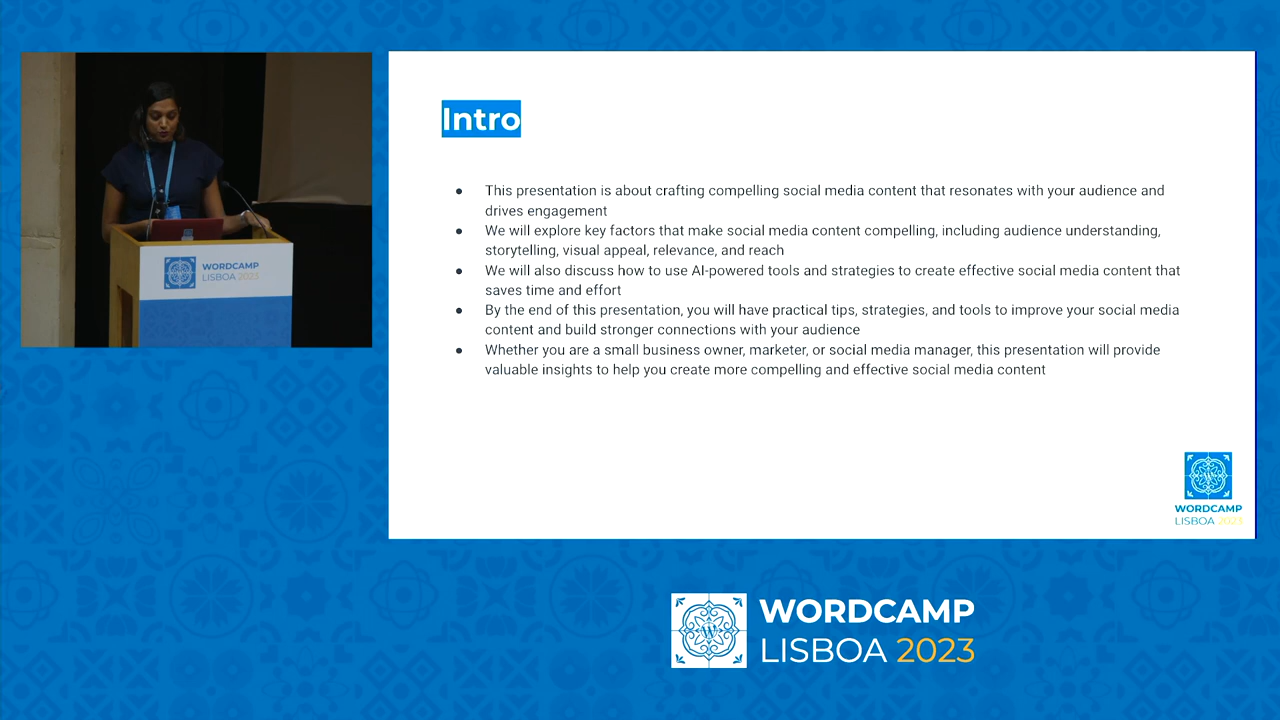 WORDCAMP
LISBOA 2023
Intro
● This presentation is about crafting compelling social media content that resonates with your audience and
drives engagement
● We will explore key factors that make social media content compelling, including audience understanding,
storytelling, visual appeal, relevance, and reach
● We will also discuss how to use AI-powered tools and strategies to create effective social media content that
saves time and effort
● By the end of this presentation, you will have practical tips, strategies, and tools to improve your social media
content and build stronger connections with your audience
● Whether you are a small business owner, marketer, or social media manager, this presentation will provide
valuable insights to help you create more compelling and effective social media content
WORDCAMP
LISBOA 2023
WORDCAMP
LISBOA 2023